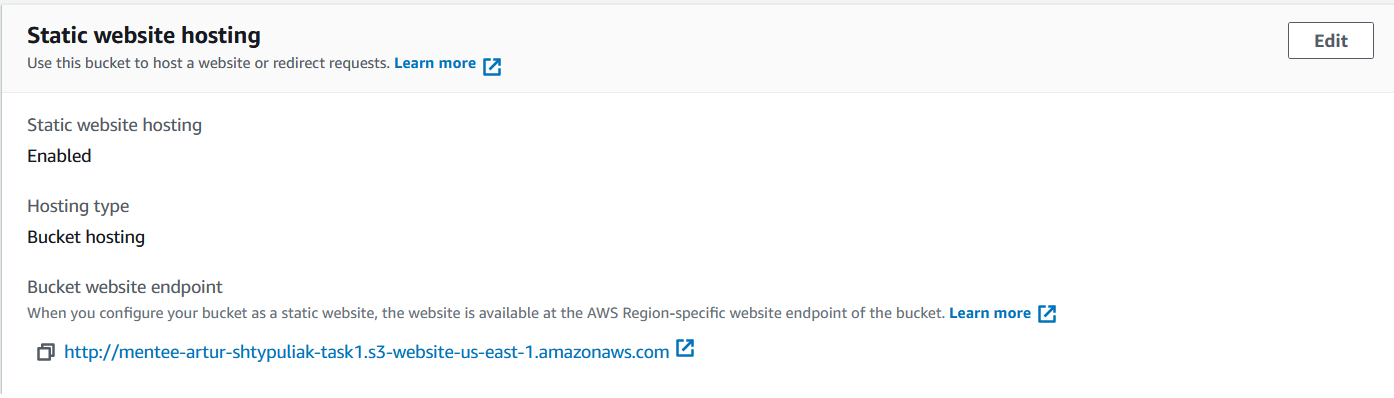 Static website hosting
Edit
Use this bucket to host a website or redirect requests. Learn more
Static website hosting
Enabled
Hosting type
Bucket hosting
Bucket website endpoint
When you configure your bucket as a static website, the website is available at the AWS Region-specific website endpoint of the bucket. Learn more
http://mentee-artur-shtypuliak-task1.s3-website-us-east-1.amazonaws.com